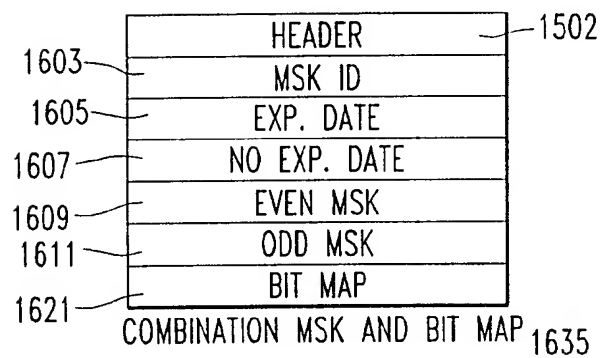 HEADER 1502
1603 MSK ID
1605 EXP. DATE
1607 NO EXP. DATE
1609 EVEN MSK
1611 ODD MSK
1621 BIT MAP
COMBINATION MSK AND BIT MAP 1635